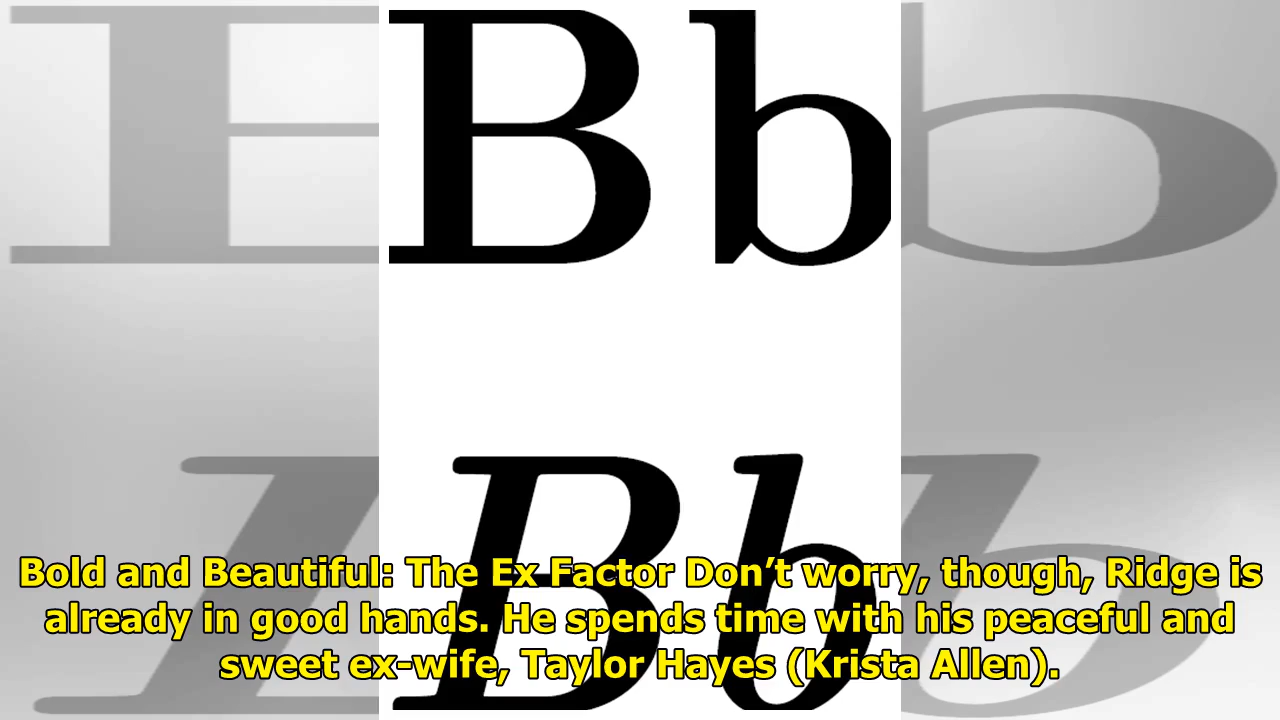 Bb
Bb
Bold and Beautiful: The Ex Factor Don’t worry, though, Ridge is
already in good hands. He spends time with his peaceful and
sweet ex-wife, Taylor Hayes (Krista Allen).